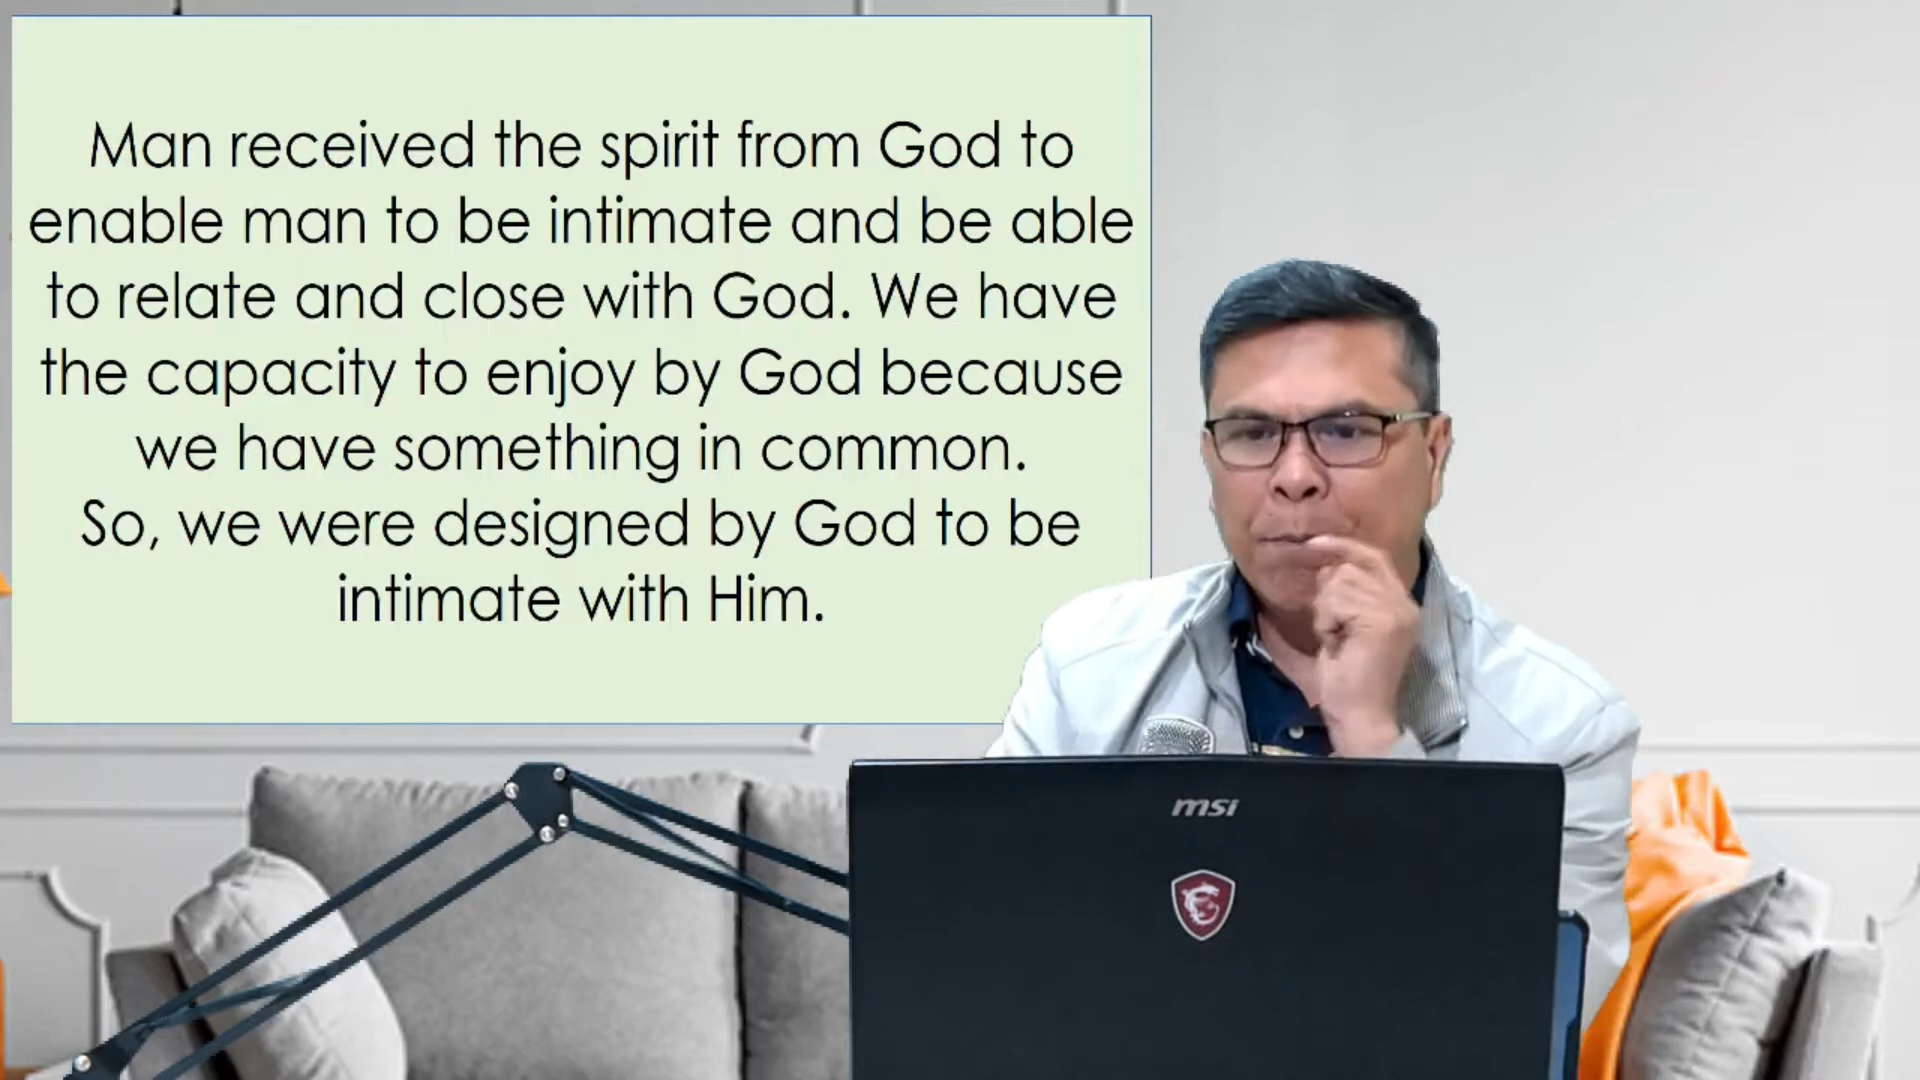 Man received the spirit from God to
enable man to be intimate and be able
to relate and close with God. We have
the capacity to enjoy by God because
we have something in common.
So, we were designed by God to be
intimate with Him.
msi